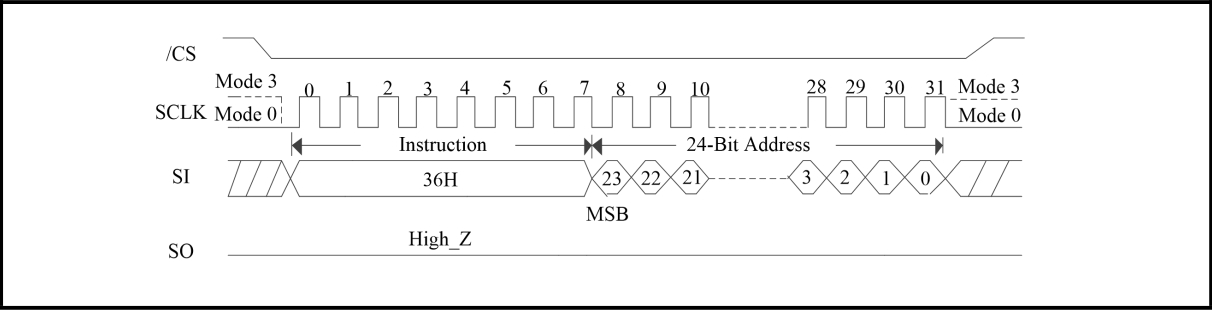 /CS
Mode 3
0 1 2 3 4 5 6 7 8 9 10 28 29 30 31 Mode 3
SCLK Mode 0 Mode 0
Instruction 24-Bit Address
SI 36H 23 22 21 3 2 1 0
MSB
High_Z
SO